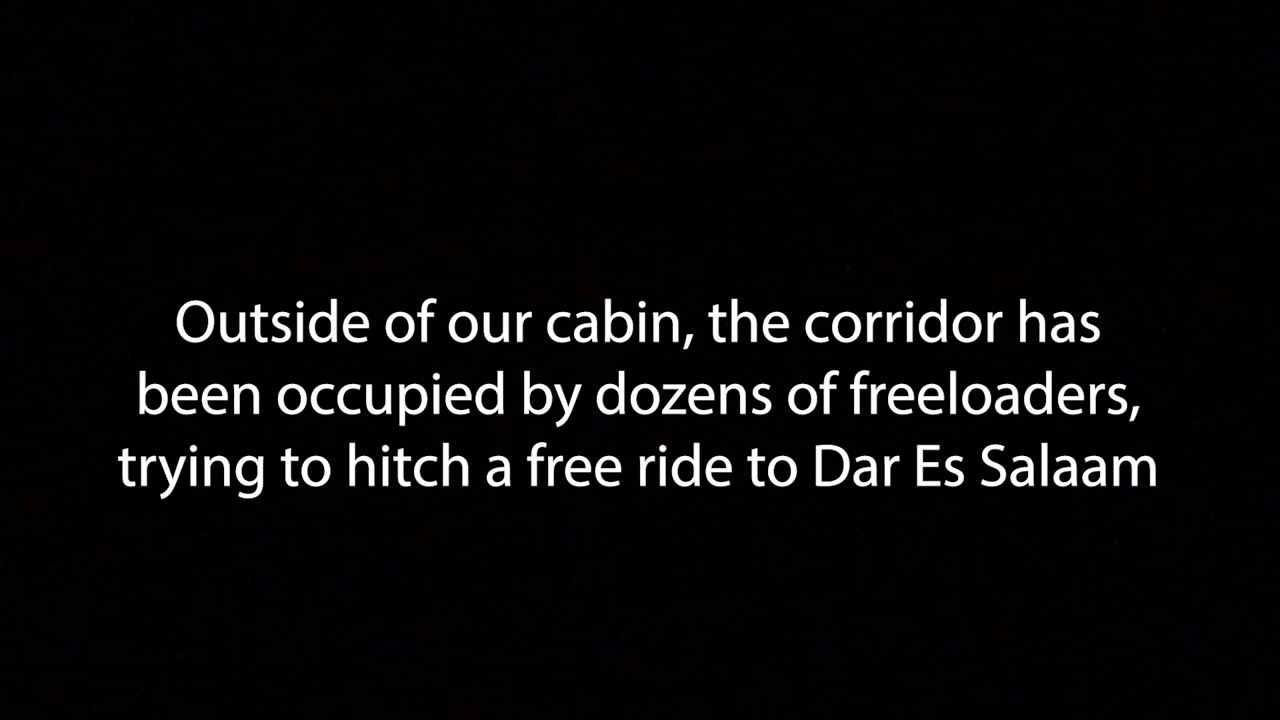 Outside of our cabin, the corridor has
been occupied by dozens of freeloaders,
trying to hitch a free ride to Dar Es Salaam